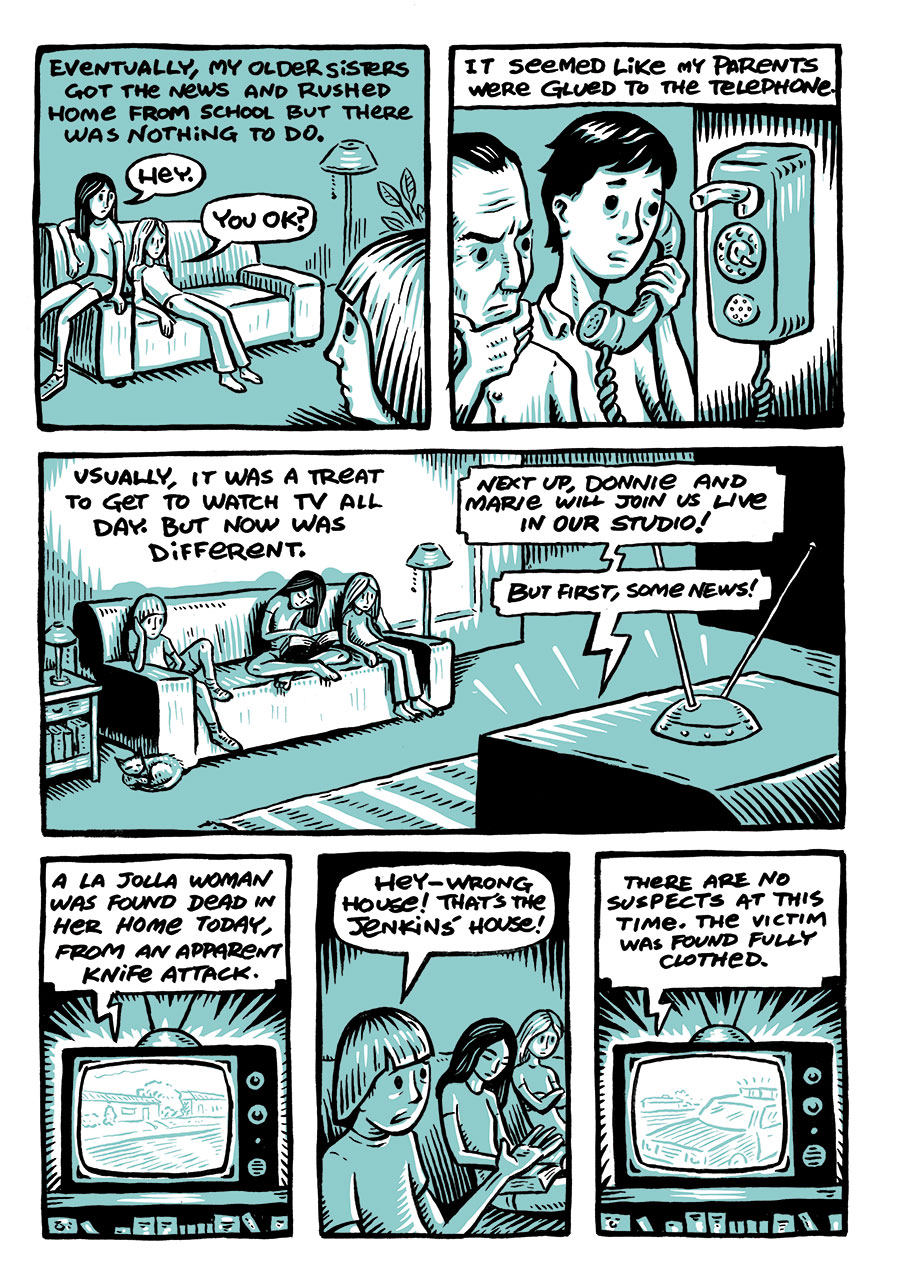 EVENTUALLY, MY OLDER SISTERS
GOT THE NEWS AND RUSHED
HOME FROM SCHOOL BUT THERE
WAS NOTHING TO DO.
HEY.
YOU OK?
IT SEEMED LIKE MY PARENTS
WERE GLUED TO THE TELEPHONE.
USUALLY, IT WAS A TREAT
TO GET TO WATCH TV ALL
DAY. BUT NOW WAS
DIFFERENT.
NEXT UP, DONNIE AND
MARIE WILL JOIN US LIVE
IN OUR STUDIO!
BUT FIRST, SOME NEWS!
A LA JOLLA WOMAN
WAS FOUND DEAD IN
HER HOME TODAY,
FROM AN APPARENT
KNIFE ATTACK.
HEY-WRONG
HOUSE! THAT'S THE
JENKINS' HOUSE!
THERE ARE NO
SUSPECTS AT THIS
TIME. THE VICTIM
WAS FOUND FULLY
CLOTHED.